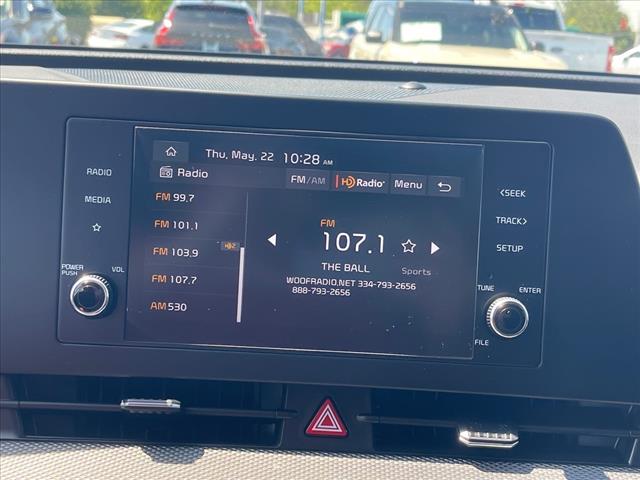 Thu, May. 22 10:28 AM
Radio
FM/AM
HD Radio
Menu
FM 99.7
FM 101.1
FM 103.9 HD2
FM 107.7
AM 530
FM
107.1
THE BALL
Sports
WOOFRADIO.NET 334-793-2656
888-793-2656
RADIO
MEDIA
POWER
PUSH
VOL
<SEEK
TRACK>
SETUP
TUNE
ENTER
FILE